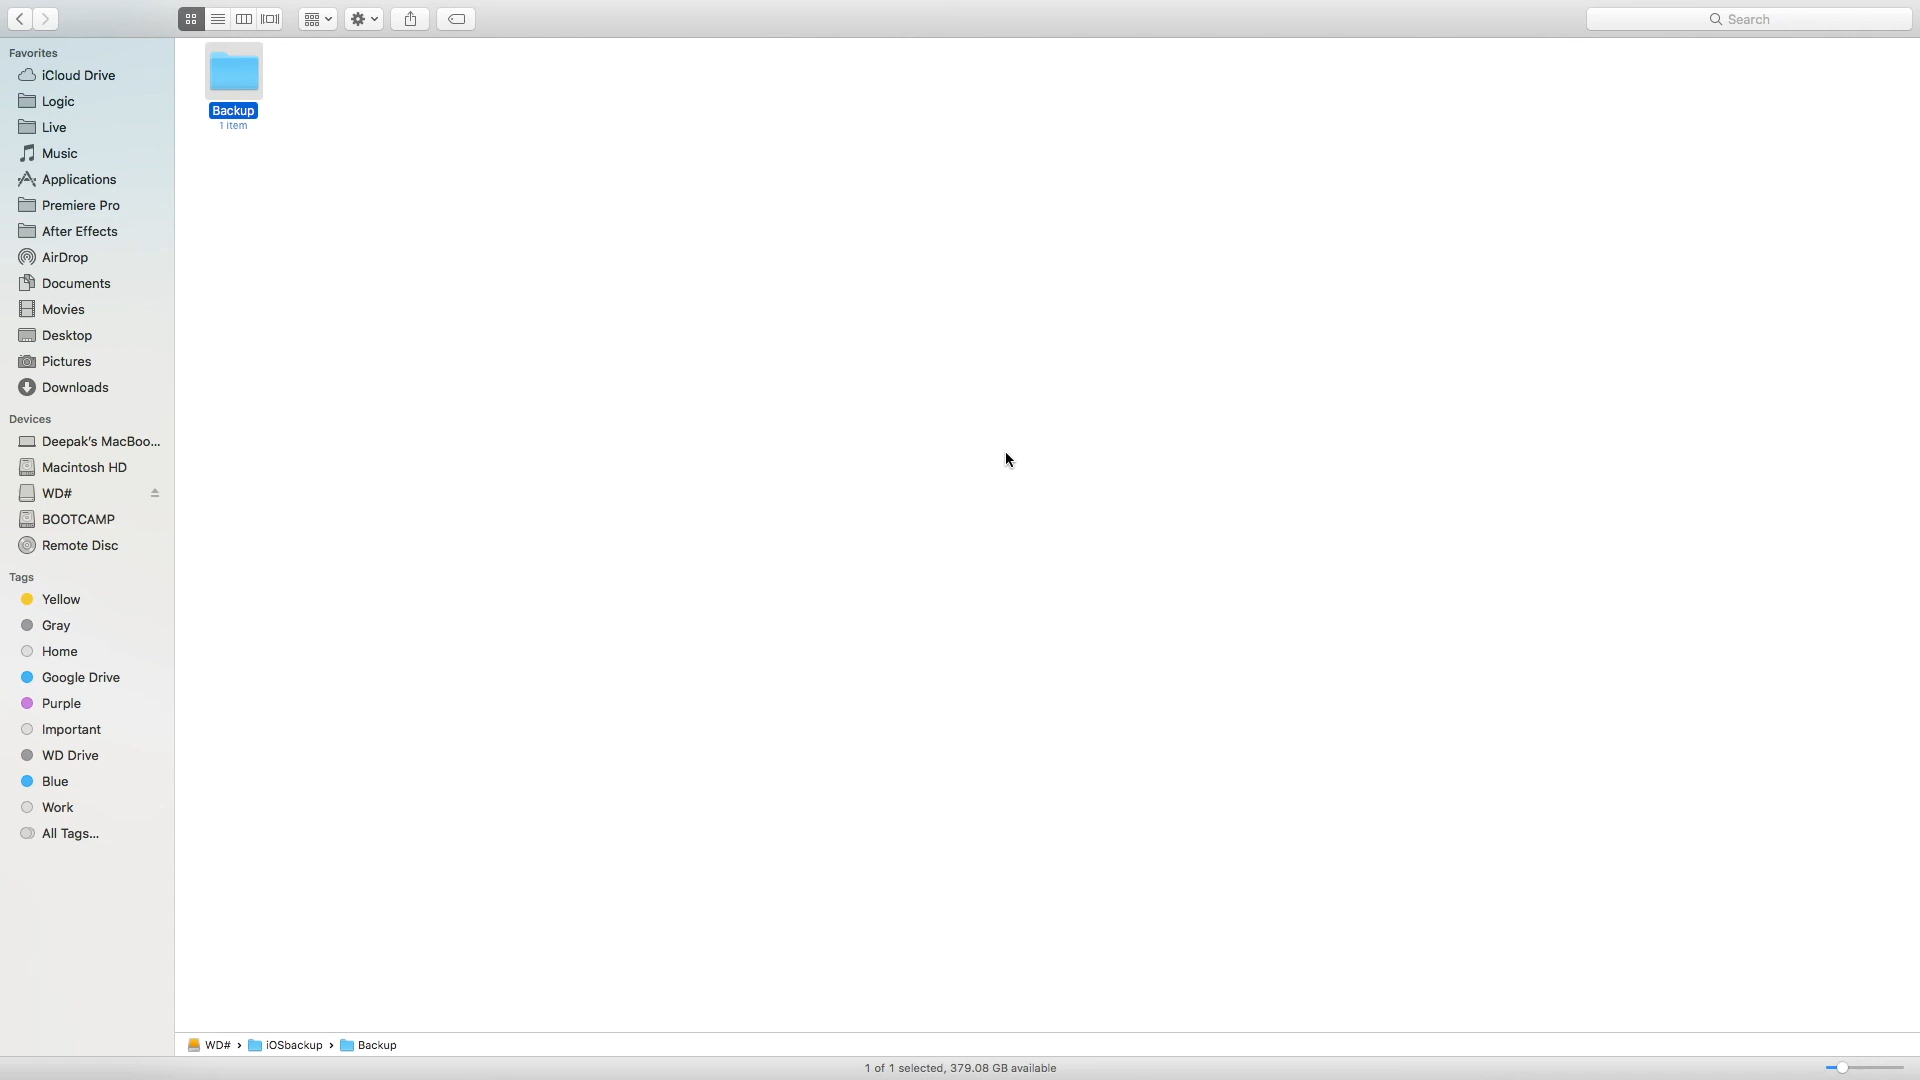 Search
Favorites
iCloud Drive
Logic
Live
Music
Applications
Premiere Pro
After Effects
AirDrop
Documents
Movies
Desktop
Pictures
Downloads
Devices
Deepak's MacBoo...
Macintosh HD
WD#
BOOTCAMP
Remote Disc
Tags
Yellow
Gray
Home
Google Drive
Purple
Important
WD Drive
Blue
Work
All Tags...
Backup
1 item
WD# › iOSbackup › Backup
1 of 1 selected, 379.08 GB available